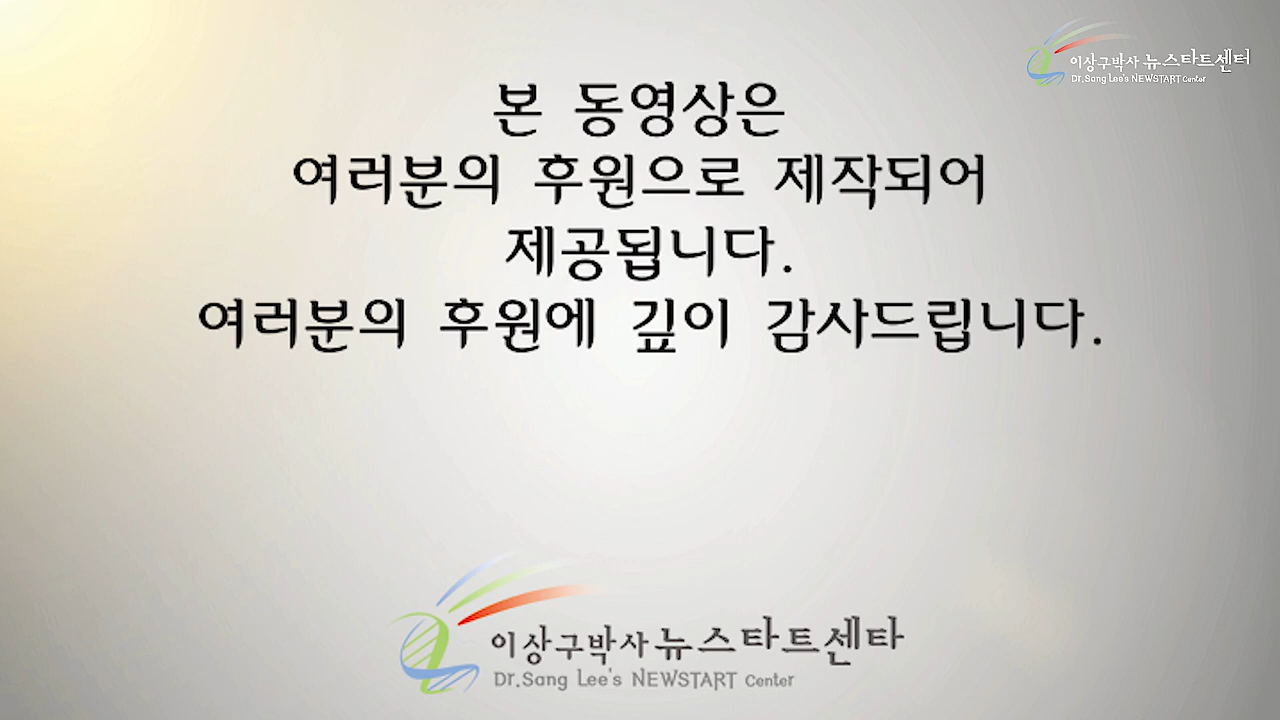 이상구박사 뉴스타트센터
Dr.Sang Lee's NEWSTART Center
본 동영상은
여러분의 후원으로 제작되어
제공됩니다.
여러분의 후원에 깊이 감사드립니다.
이상구박사 뉴스타트센타
Dr.Sang Lee's NEWSTART Center